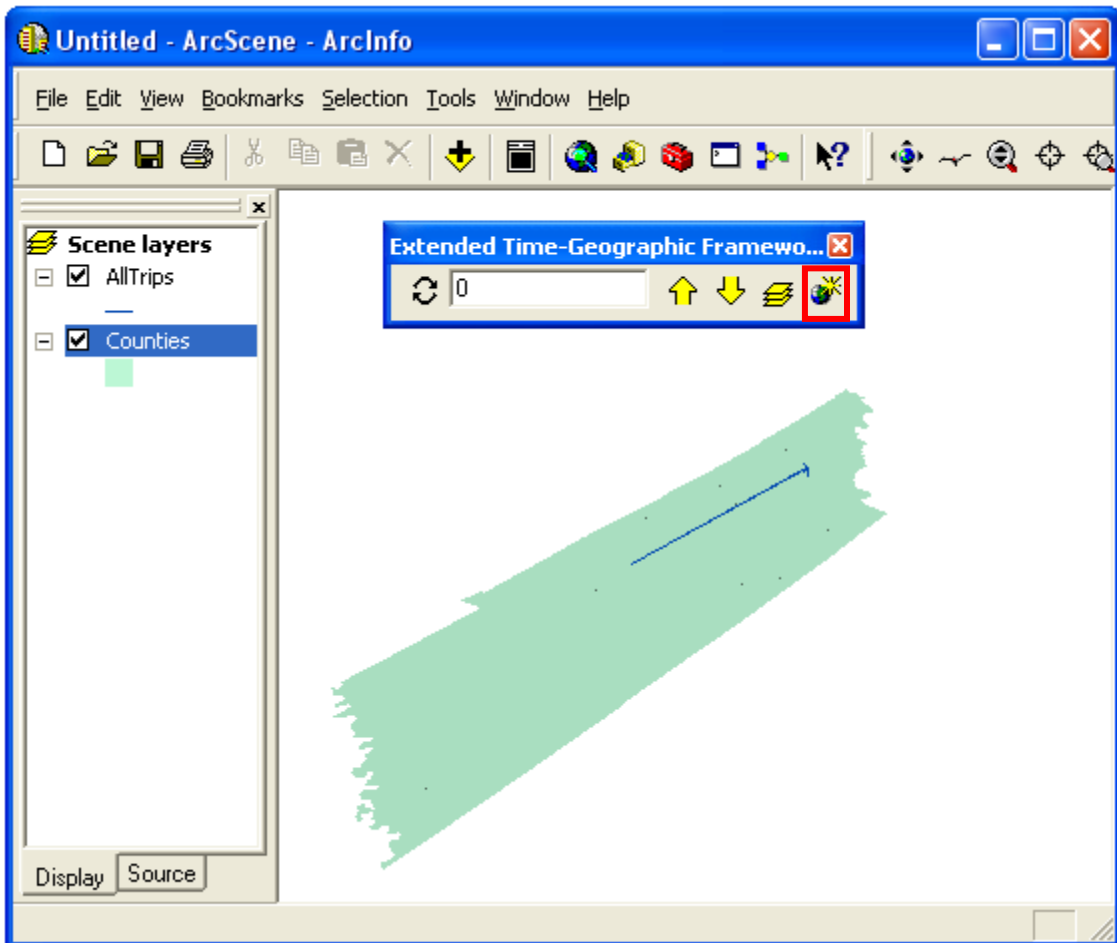 Untitled - ArcScene - ArcInfo
File Edit View Bookmarks Selection Tools Window Help
Scene layers
AllTrips
Counties
Extended Time-Geographic Framewo...
0
Display Source